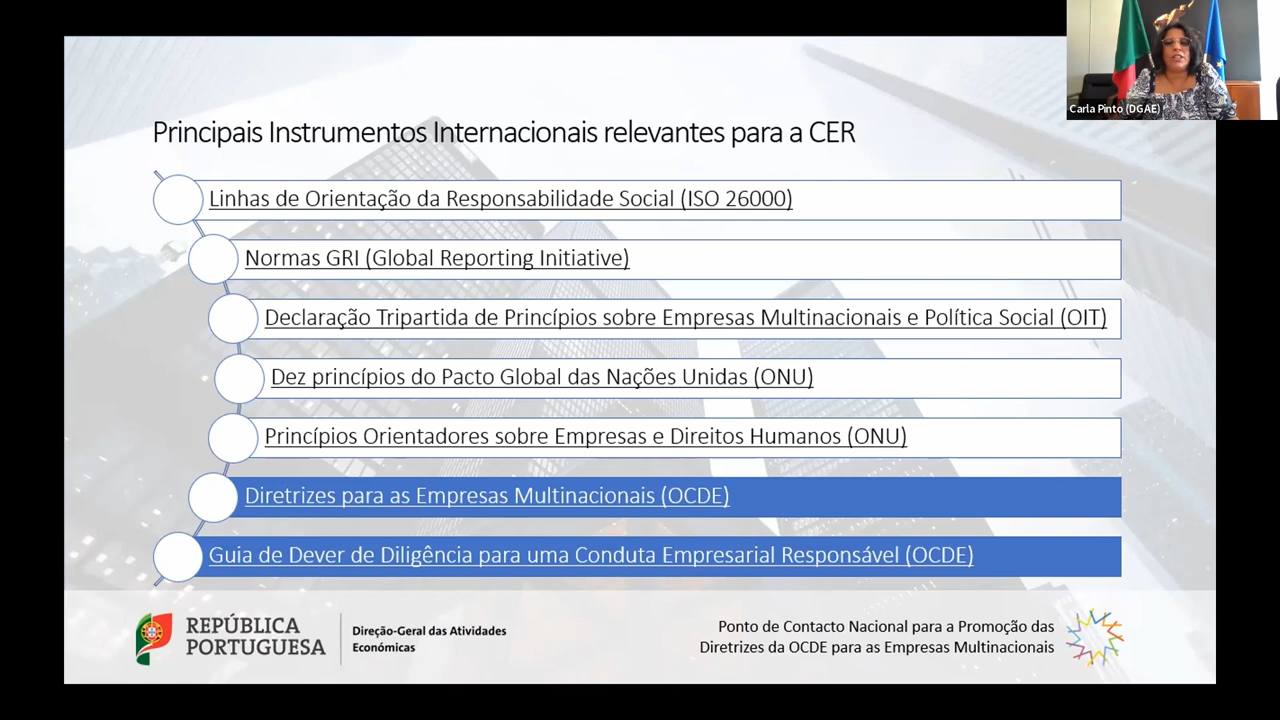 Carla Pinto (DGAE)
Principais Instrumentos Internacionais relevantes para a CER
Linhas de Orientação da Responsabilidade Social (ISO 26000)
Normas GRI (Global Reporting Initiative)
Declaração Tripartida de Princípios sobre Empresas Multinacionais e Política Social (OIT)
Dez princípios do Pacto Global das Nações Unidas (ONU)
Princípios Orientadores sobre Empresas e Direitos Humanos (ONU)
Diretrizes para as Empresas Multinacionais (OCDE)
Guia de Dever de Diligência para uma Conduta Empresarial Responsável (OCDE)
REPÚBLICA
PORTUGUESA
Direção-Geral das Atividades
Económicas
Ponto de Contacto Nacional para a Promoção das
Diretrizes da OCDE para as Empresas Multinacionais